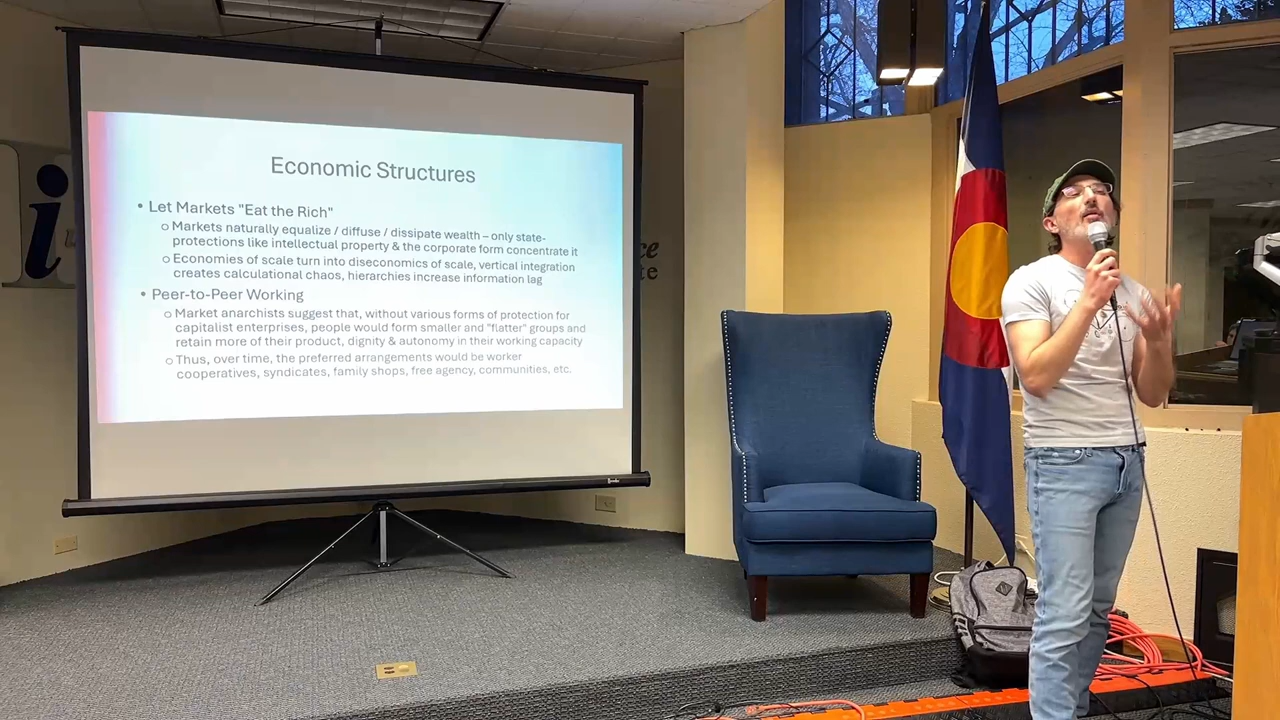 Economic Structures
• Let Markets "Eat the Rich"
o Markets naturally equalize / diffuse / dissipate wealth – only state-
protections like intellectual property & the corporate form concentrate it
o Economies of scale turn into diseconomies of scale, vertical integration
creates calculational chaos, hierarchies increase information lag
• Peer-to-Peer Working
o Market anarchists suggest that, without various forms of protection for
capitalist enterprises, people would form smaller and "flatter" groups and
retain more of their product, dignity & autonomy in their working capacity
o Thus, over time, the preferred arrangements would be worker
cooperatives, syndicates, family shops, free agency, communities, etc.